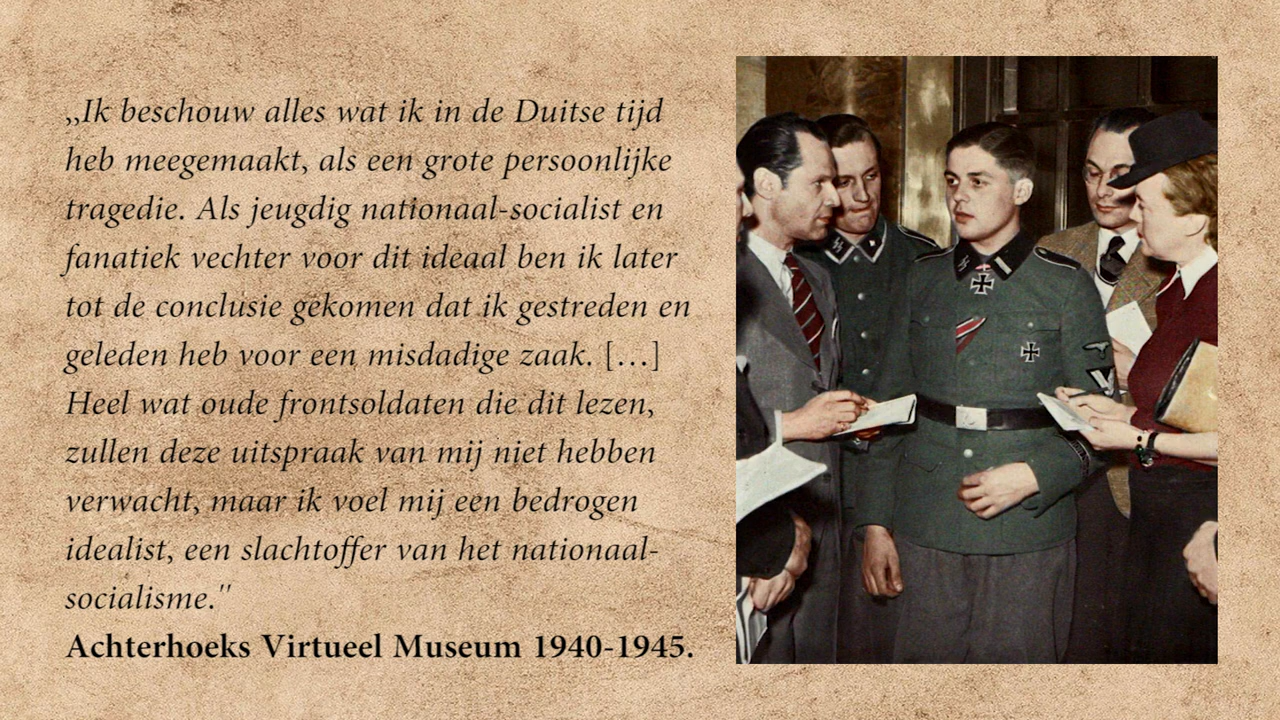 „Ik beschouw alles wat ik in de Duitse tijd
heb meegemaakt, als een grote persoonlijke
tragedie. Als jeugdig nationaal-socialist en
fanatiek vechter voor dit ideaal ben ik later
tot de conclusie gekomen dat ik gestreden en
geleden heb voor een misdadige zaak. […]
Heel wat oude frontsoldaten die dit lezen,
zullen deze uitspraak van mij niet hebben
verwacht, maar ik voel mij een bedrogen
idealist, een slachtoffer van het nationaal-
socialisme."
Achterhoeks Virtueel Museum 1940-1945.